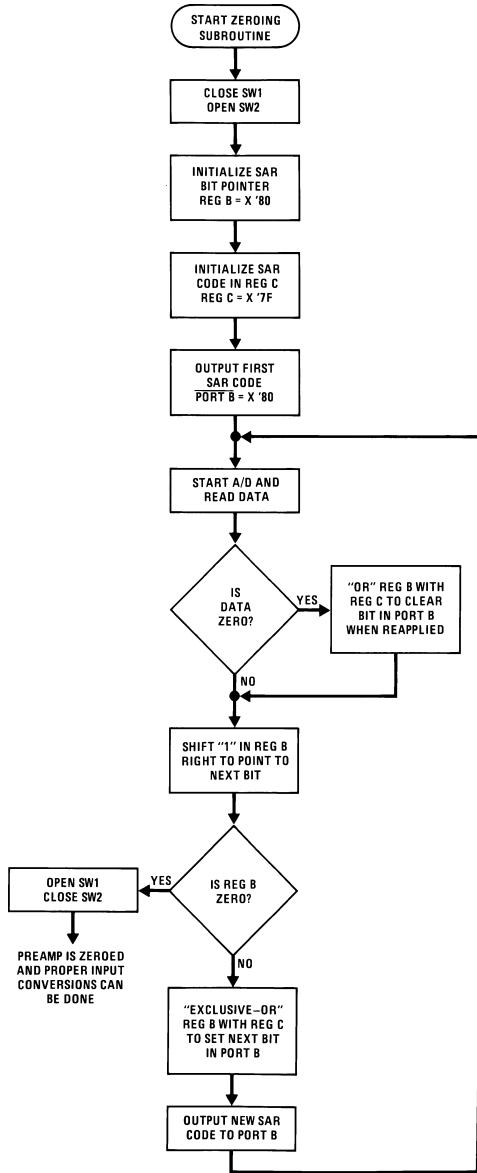 START ZEROING
SUBROUTINE
CLOSE SW1
OPEN SW2
INITIALIZE SAR
BIT POINTER
REG B = X '80
INITIALIZE SAR
CODE IN REG C
REG C = X '7F
OUTPUT FIRST
SAR CODE
PORT B = X '80
START A/D AND
READ DATA
IS
DATA
ZERO?
YES
"OR" REG B WITH
REG C TO CLEAR
BIT IN PORT B
WHEN REAPPLIED
NO
SHIFT "1" IN REG B
RIGHT TO POINT TO
NEXT BIT
IS REG B
ZERO?
YES
OPEN SW1
CLOSE SW2
PREAMP IS ZEROED
AND PROPER INPUT
CONVERSIONS CAN
BE DONE
NO
"EXCLUSIVE–OR"
REG B WITH REG C
TO SET NEXT BIT
IN PORT B
OUTPUT NEW SAR
CODE TO PORT B